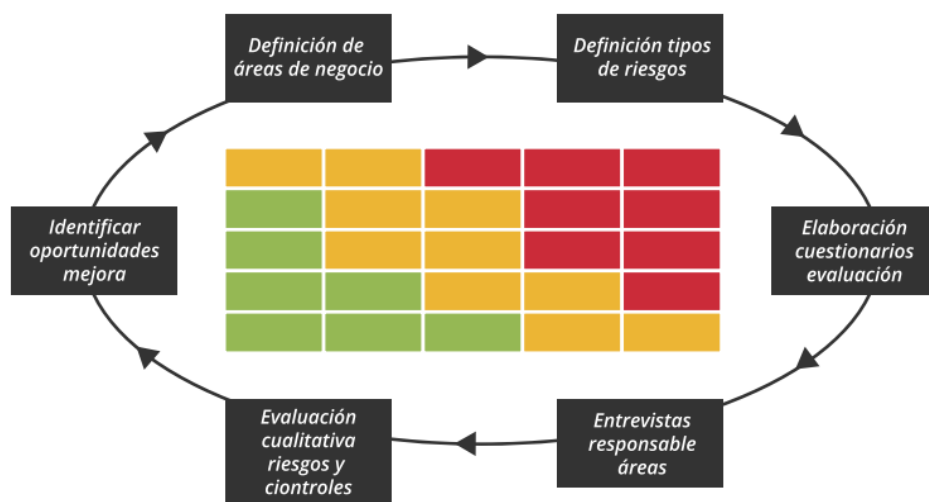 Definición de
áreas de negocio
Definición tipos
de riesgos
Elaboración
cuestionarios
evaluación
Entrevistas
responsable
áreas
Evaluación
cualitativa
riesgos y
ciontroles
Identificar
oportunidades
mejora